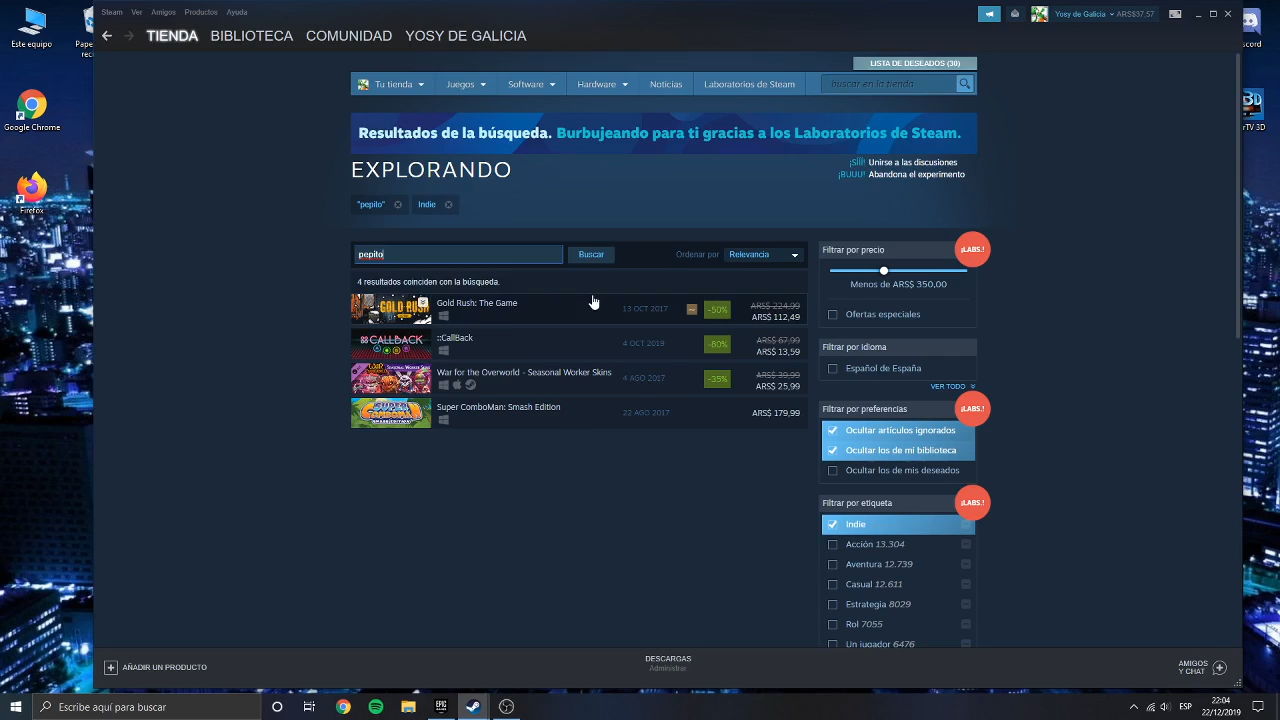 Steam Ver Amigos Productos Ayuda
Yosy de Galicia ARS$37,57
TIENDA BIBLIOTECA COMUNIDAD YOSY DE GALICIA
LISTA DE DESEADOS (30)
Tu tienda Juegos Software Hardware Noticias Laboratorios de Steam buscar en la tienda
Google Chrome
Resultados de la búsqueda. Burbujeando para ti gracias a los Laboratorios de Steam.
EXPLORANDO
¡SÍÍÍ! Unirse a las discusiones
¡BUUU! Abandona el experimento
Firefox
"pepito" Indie
pepito Buscar Ordenar por Relevancia
4 resultados coinciden con la búsqueda.
Gold Rush: The Game 13 OCT 2017 -50% ARS$ 224,99
ARS$ 112,49
::CallBack 4 OCT 2019 -80% ARS$ 67,99
ARS$ 13,59
War for the Overworld - Seasonal Worker Skins 4 AGO 2017 -35% ARS$ 39,99
ARS$ 25,99
Super ComboMan: Smash Edition 22 AGO 2017 ARS$ 179,99
GOLD RUSH
CALLBACK
SUPER COMBOMAN
Filtrar por precio ¡LABS.!
Menos de ARS$ 350,00
Ofertas especiales
Filtrar por idioma
Español de España
VER TODO
Filtrar por preferencias ¡LABS.!
Ocultar artículos ignorados
Ocultar los de mi biblioteca
Ocultar los de mis deseados
Filtrar por etiqueta ¡LABS.!
Indie
Acción 13.304
Aventura 12.739
Casual 12.611
Estrategia 8029
Rol 7055
Un jugador 6476
AÑADIR UN PRODUCTO
DESCARGAS
Administrar
AMIGOS
Y CHAT
Escribe aquí para buscar
ESP
22:04
22/12/2019